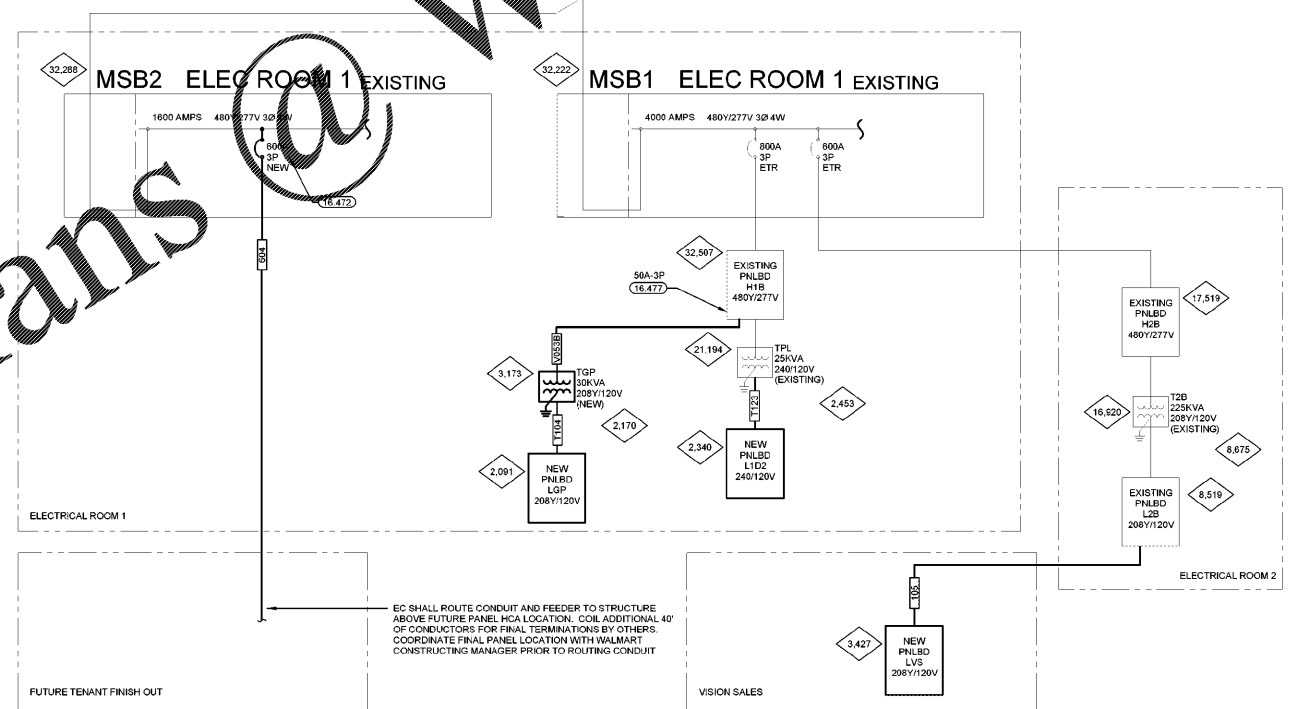 32,288
MSB2 ELEC ROOM 1 EXISTING
32,222
MSB1 ELEC ROOM 1 EXISTING
1600 AMPS 480Y/277V 3Ø 4W
600A
3P
NEW
16.472
4000 AMPS 480Y/277V 3Ø 4W
800A
3P
ETR
600A
3P
ETR
604
32,507
EXISTING
PNLBD
H1B
480Y/277V
50A-3P
16.477
17,519
EXISTING
PNLBD
H2B
480Y/277V
V053B
3,173
TGP
30KVA
208Y/120V
(NEW)
21,194
TPL
25KVA
240/120V
(EXISTING)
T104
2,170
T123
2,453
16,920
T2B
225KVA
208Y/120V
(EXISTING)
2,091
NEW
PNLBD
LGP
208Y/120V
2,340
NEW
PNLBD
L1D2
240/120V
8,675
EXISTING
PNLBD
L2B
208Y/120V
8,519
ELECTRICAL ROOM 1
ELECTRICAL ROOM 2
EC SHALL ROUTE CONDUIT AND FEEDER TO STRUCTURE
ABOVE FUTURE PANEL HCA LOCATION. COIL ADDITIONAL 40'
OF CONDUCTORS FOR FINAL TERMINATIONS BY OTHERS.
COORDINATE FINAL PANEL LOCATION WITH WALMART
CONSTRUCTING MANAGER PRIOR TO ROUTING CONDUIT
105
3,427
NEW
PNLBD
LVS
208Y/120V
FUTURE TENANT FINISH OUT
VISION SALES